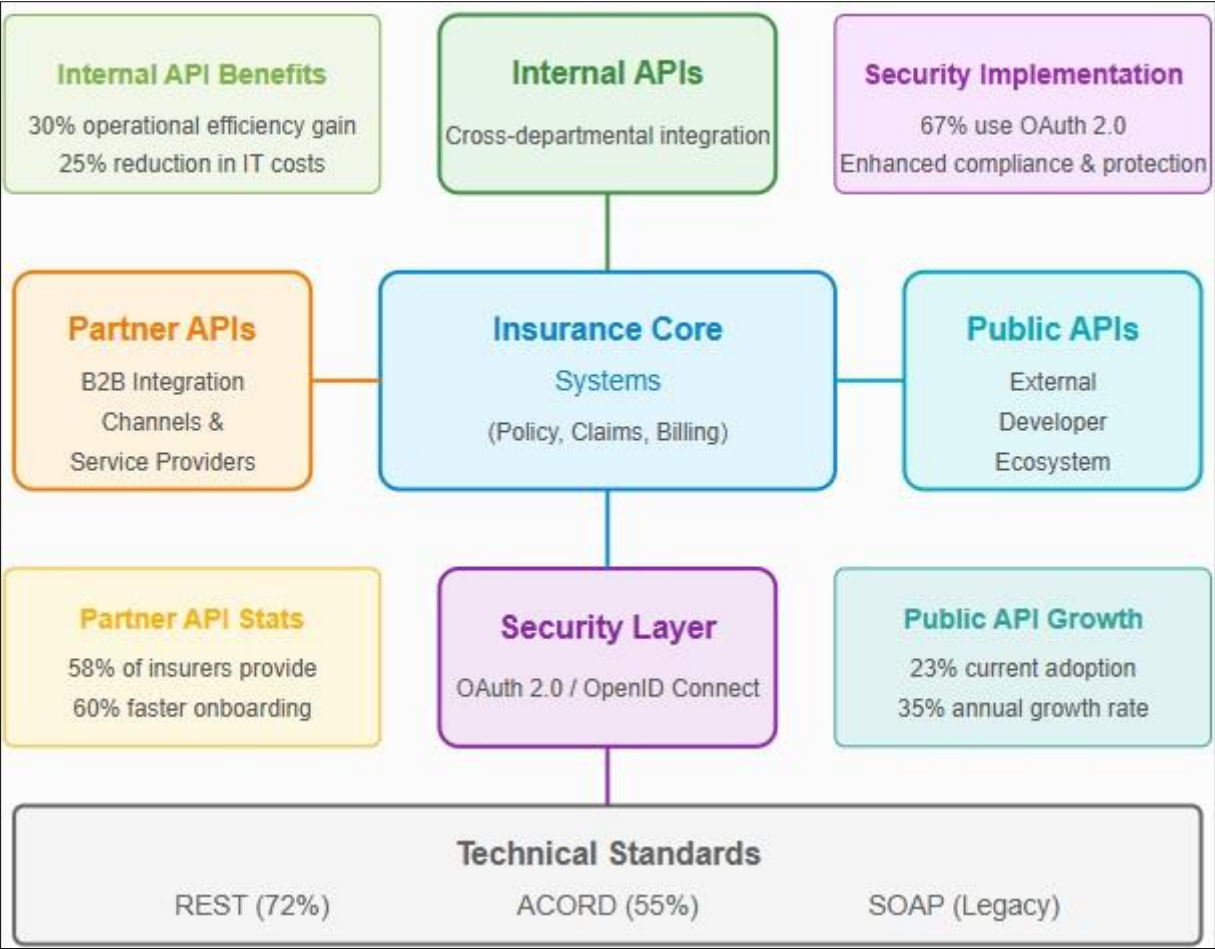 Internal API Benefits
30% operational efficiency gain
25% reduction in IT costs
Internal APIs
Cross-departmental integration
Security Implementation
67% use OAuth 2.0
Enhanced compliance & protection
Partner APIs
B2B Integration
Channels &
Service Providers
Insurance Core
Systems
(Policy, Claims, Billing)
Public APIs
External
Developer
Ecosystem
Partner API Stats
58% of insurers provide
60% faster onboarding
Security Layer
OAuth 2.0 / OpenID Connect
Public API Growth
23% current adoption
35% annual growth rate
Technical Standards
REST (72%) ACORD (55%) SOAP (Legacy)